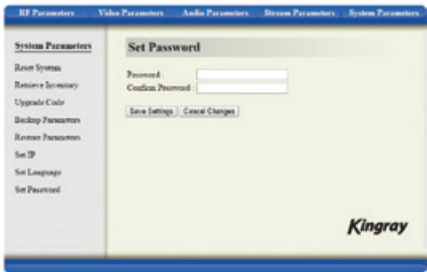 RF Parameters Video Parameters Audio Parameters Stream Parameters System Parameters
System Parameters
Reset System
Retrieve Inventory
Upgrade Code
Backup Parameters
Restore Parameters
Set IP
Set Language
Set Password
Set Password
Password :
Confirm Password :
Save Settings Cancel Changes
Kingray